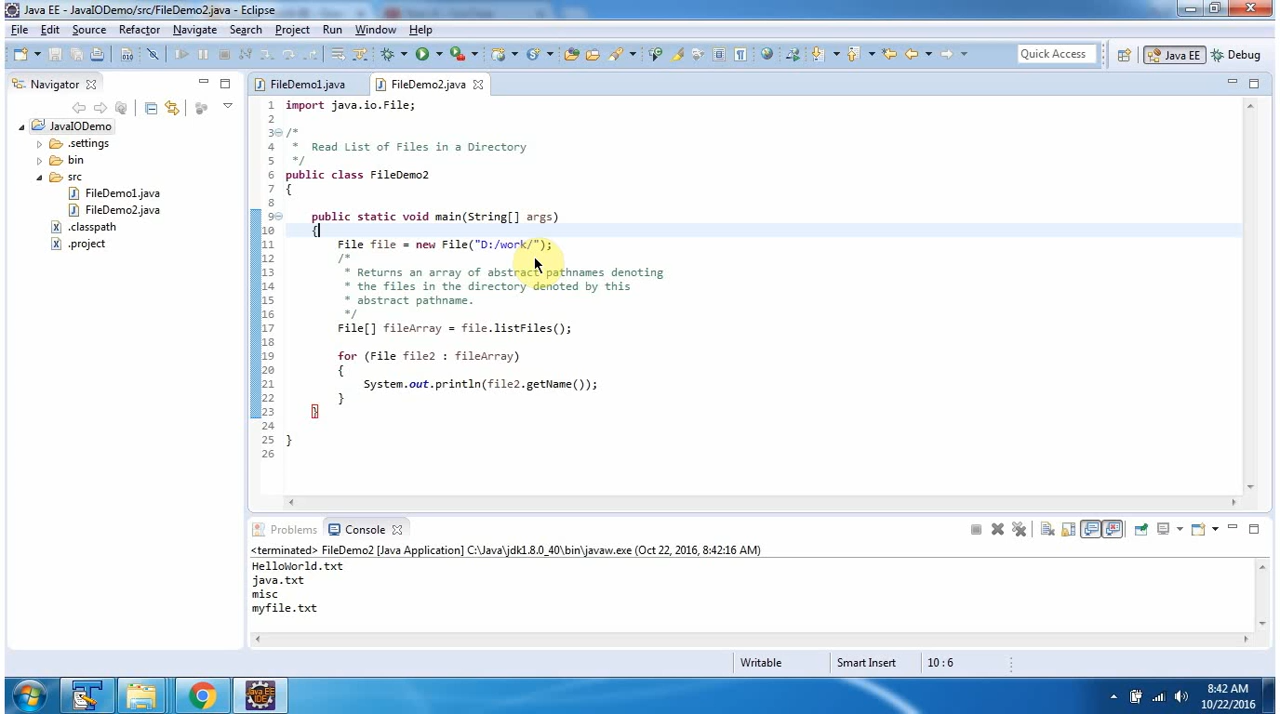 Java EE - JavaIODemo/src/FileDemo2.java - Eclipse
File Edit Source Refactor Navigate Search Project Run Window Help
Quick Access Java EE Debug
Navigator
FileDemo1.java FileDemo2.java
JavaIODemo
.settings
bin
src
FileDemo1.java
FileDemo2.java
.classpath
.project
1 import java.io.File;
2
3 /*
4 * Read List of Files in a Directory
5 */
6 public class FileDemo2
7 {
8
9 public static void main(String[] args)
10 {
11 File file = new File("D:/work/");
12 /*
13 * Returns an array of abstract pathnames denoting
14 * the files in the directory denoted by this
15 * abstract pathname.
16 */
17 File[] fileArray = file.listFiles();
18
19 for (File file2 : fileArray)
20 {
21 System.out.println(file2.getName());
22 }
23 }
24
25 }
26
Problems Console
<terminated> FileDemo2 [Java Application] C:\Java\jdk1.8.0_40\bin\javaw.exe (Oct 22, 2016, 8:42:16 AM)
HelloWorld.txt
java.txt
misc
myfile.txt
Writable Smart Insert 10 : 6
Java EE
IDE
8:42 AM
10/22/2016